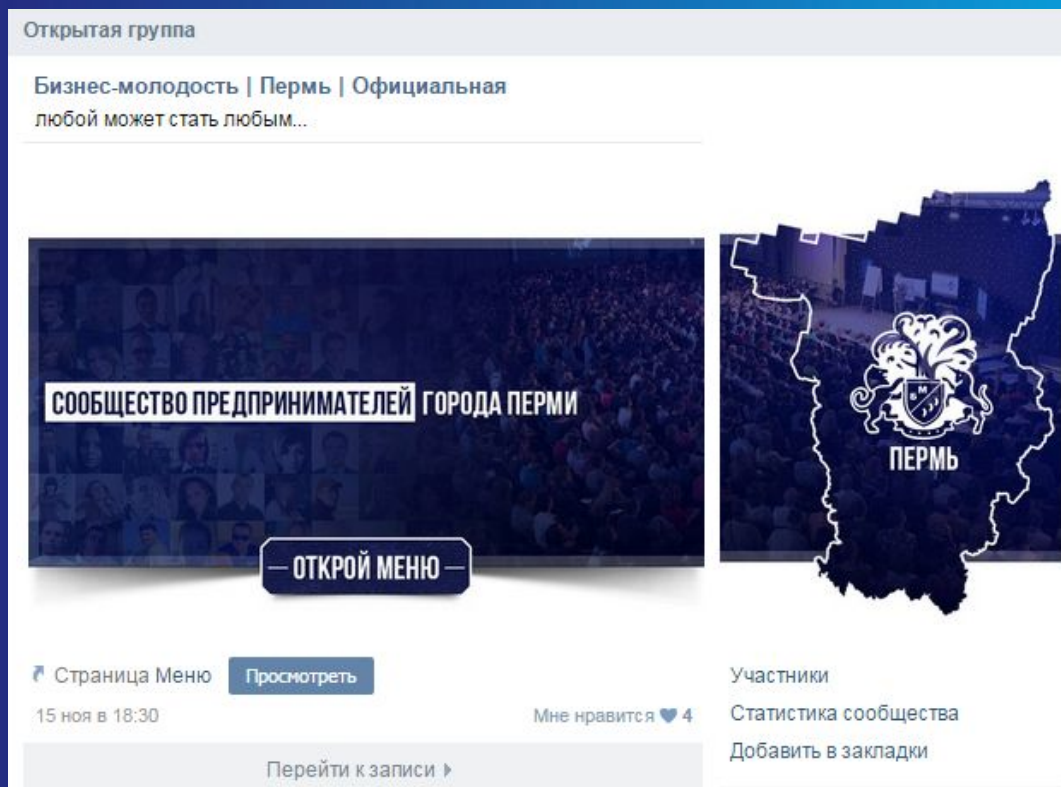 Открытая группа
Бизнес-молодость | Пермь | Официальная
любой может стать любым...
СООБЩЕСТВО ПРЕДПРИНИМАТЕЛЕЙ ГОРОДА ПЕРМИ
ОТКРОЙ МЕНЮ
БМ
ПЕРМЬ
Страница Меню Просмотреть
15 ноя в 18:30 Мне нравится 4
Перейти к записи
Участники
Статистика сообщества
Добавить в закладки